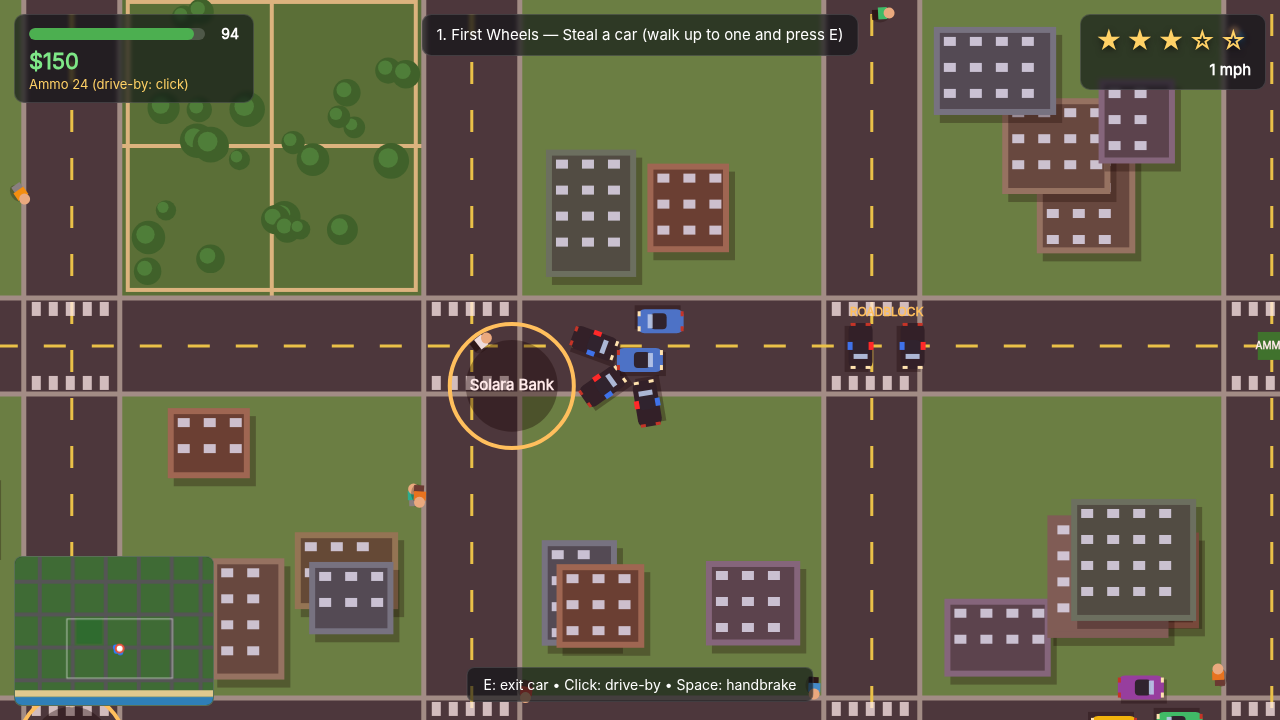 94
$150
Ammo 24 (drive-by: click)
1. First Wheels — Steal a car (walk up to one and press E)
★ ★ ★ ☆ ☆
1 mph
ROADBLOCK
AMM
Solara Bank
E: exit car • Click: drive-by • Space: handbrake